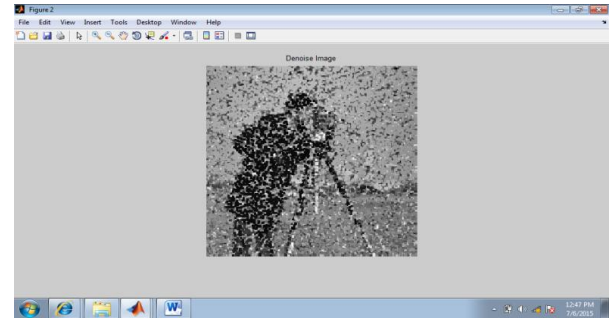 Figure 2
File Edit View Insert Tools Desktop Window Help
Denoise Image
W
12:47 PM
7/6/2015